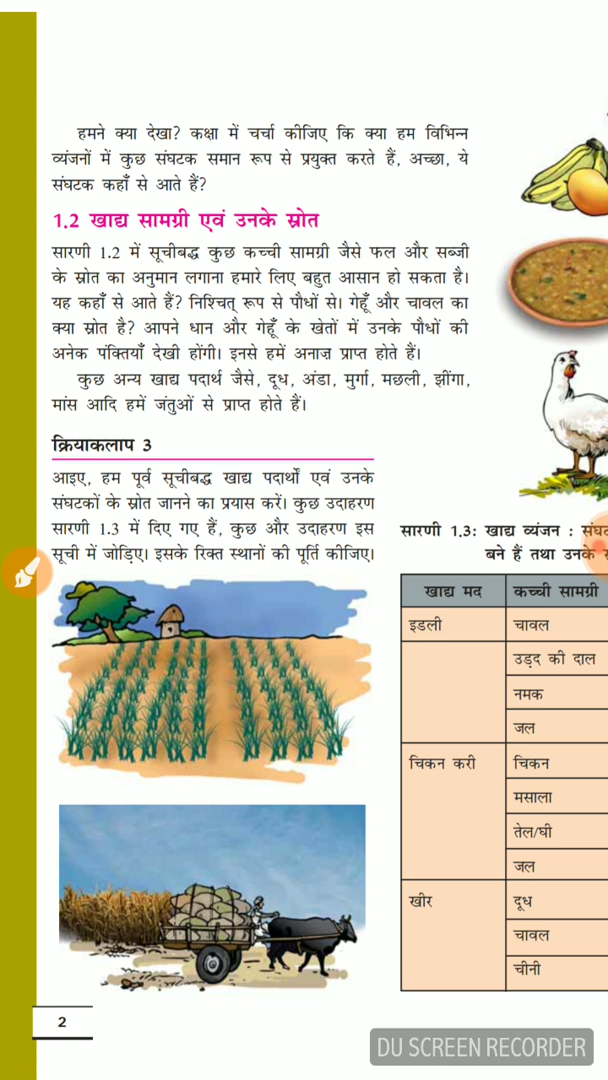 हमने क्या देखा? कक्षा में चर्चा कीजिए कि क्या हम विभिन्न
व्यंजनों में कुछ संघटक समान रूप से प्रयुक्त करते हैं, अच्छा, ये
संघटक कहाँ से आते हैं?
1.2 खाद्य सामग्री एवं उनके स्रोत
सारणी 1.2 में सूचीबद्ध कुछ कच्ची सामग्री जैसे फल और सब्जी
के स्रोत का अनुमान लगाना हमारे लिए बहुत आसान हो सकता है।
यह कहाँ से आते हैं? निश्चित् रूप से पौधों से। गेहूँ और चावल का
क्या स्रोत है? आपने धान और गेहूँ के खेतों में उनके पौधों की
अनेक पंक्तियाँ देखी होंगी। इनसे हमें अनाज प्राप्त होते हैं।
कुछ अन्य खाद्य पदार्थ जैसे, दूध, अंडा, मुर्गा, मछली, झींगा,
मांस आदि हमें जंतुओं से प्राप्त होते हैं।
क्रियाकलाप 3
आइए, हम पूर्व सूचीबद्ध खाद्य पदार्थों एवं उनके
संघटकों के स्रोत जानने का प्रयास करें। कुछ उदाहरण
सारणी 1.3 में दिए गए हैं, कुछ और उदाहरण इस
सूची में जोड़िए। इसके रिक्त स्थानों की पूर्ति कीजिए।
सारणी 1.3: खाद्य व्यंजन :
बने हैं तथा उनके
खाद्य मद कच्ची सामग्री
इडली चावल
उड़द की दाल
नमक
जल
चिकन करी चिकन
मसाला
तेल/घी
जल
खीर दूध
चावल
चीनी
2
DU SCREEN RECORDER